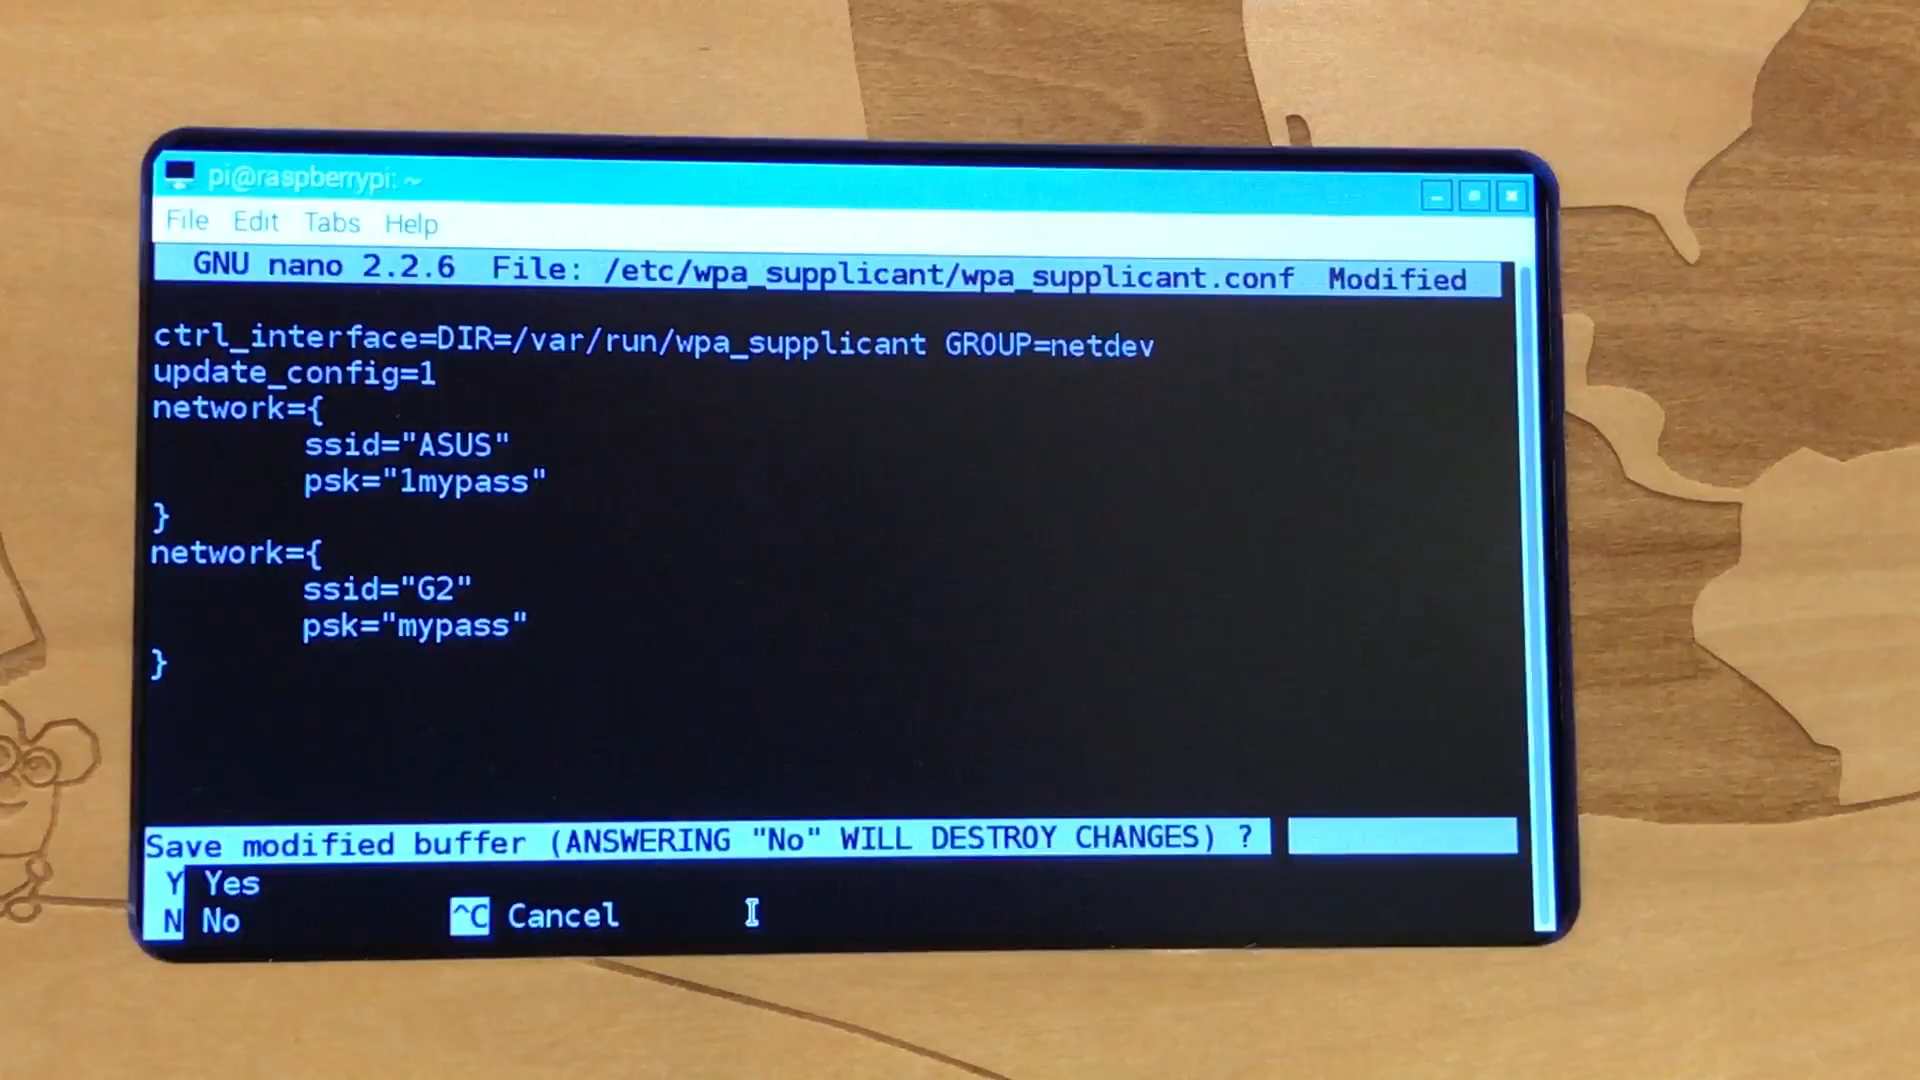 pi@raspberrypi: ~
File Edit Tabs Help
GNU nano 2.2.6 File: /etc/wpa_supplicant/wpa_supplicant.conf Modified
ctrl_interface=DIR=/var/run/wpa_supplicant GROUP=netdev
update_config=1
network={
ssid="ASUS"
psk="1mypass"
}
network={
ssid="G2"
psk="mypass"
}
Save modified buffer (ANSWERING "No" WILL DESTROY CHANGES) ?
Y Yes
N No ^C Cancel